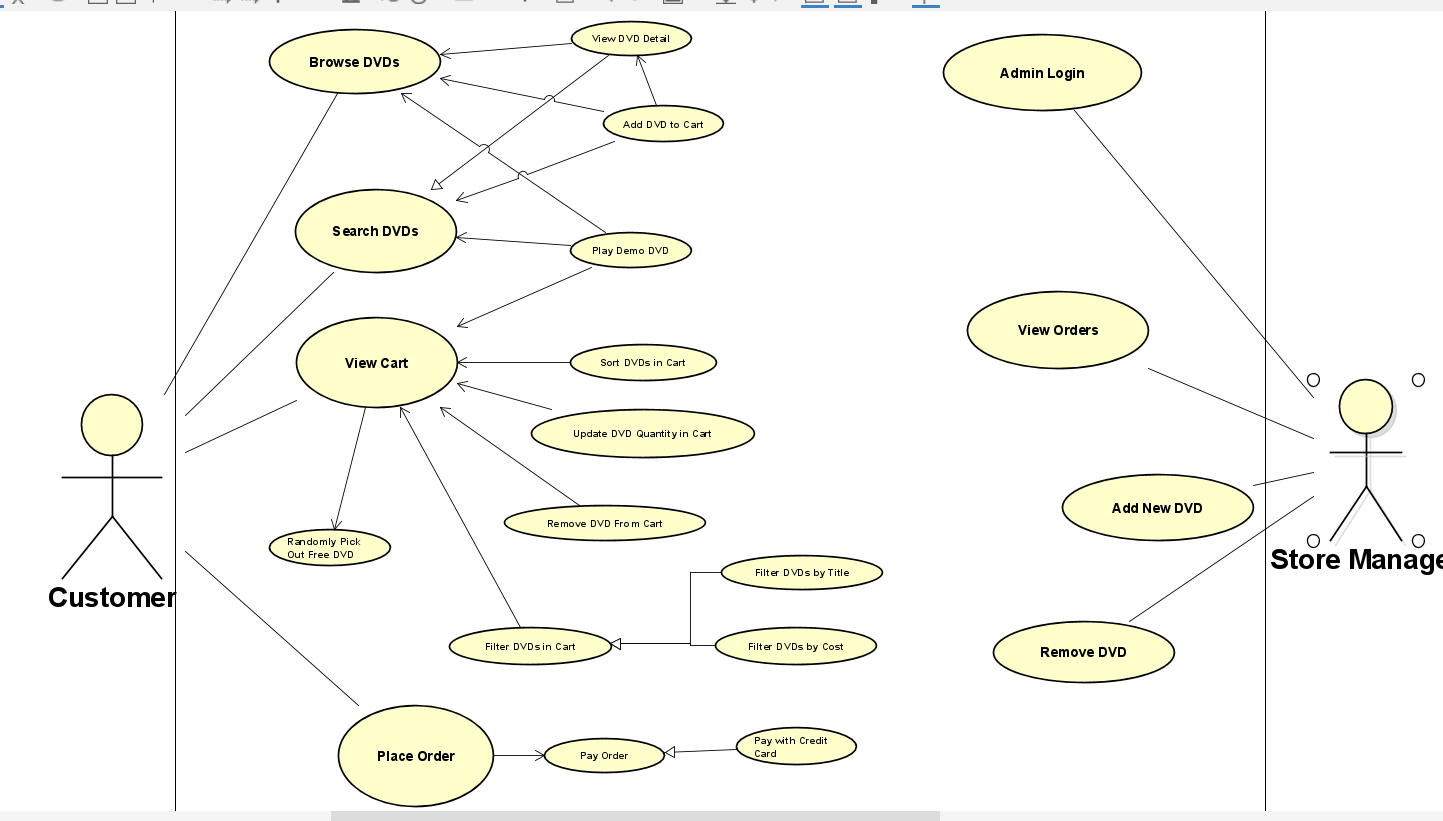 View DVD Detail
Browse DVDs
Admin Login
Add DVD to Cart
Search DVDs
Play Demo DVD
View Orders
View Cart
Sort DVDs in Cart
Update DVD Quantity in Cart
Add New DVD
Remove DVD From Cart
Randomly Pick
Out Free DVD
Store Manage
Filter DVDs by Title
Customer
Filter DVDs in Cart
Filter DVDs by Cost
Remove DVD
Pay with Credit
Card
Place Order
Pay Order